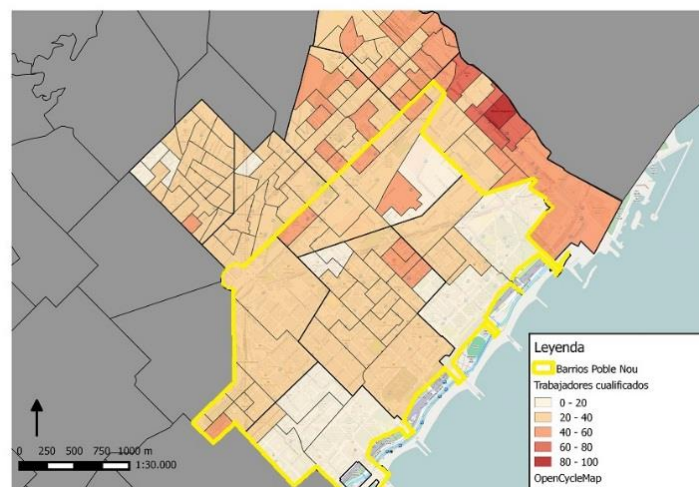 Leyenda
Barrios Poble Nou
Trabajadores cualificados
0 - 20
20 - 40
40 - 60
60 - 80
80 - 100
OpenCycleMap
0 250 500 750 1000 m
1:30.000